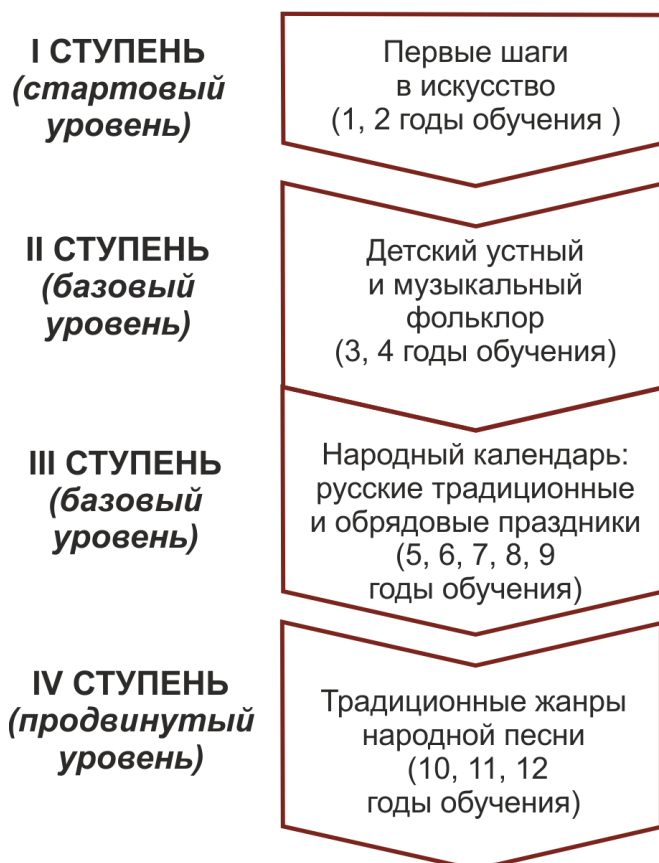 I СТУПЕНЬ
(стартовый
уровень)
Первые шаги
в искусство
(1, 2 годы обучения )
II СТУПЕНЬ
(базовый
уровень)
Детский устный
и музыкальный
фольклор
(3, 4 годы обучения)
III СТУПЕНЬ
(базовый
уровень)
Народный календарь:
русские традиционные
и обрядовые праздники
(5, 6, 7, 8, 9
годы обучения)
IV СТУПЕНЬ
(продвинутый
уровень)
Традиционные жанры
народной песни
(10, 11, 12
годы обучения)